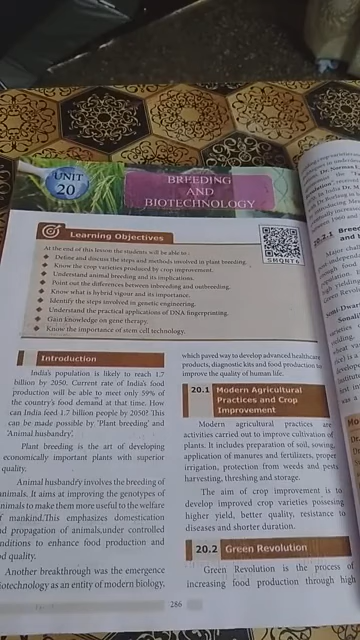 UNIT
20
BREEDING
AND
BIOTECHNOLOGY
Learning Objectives
At the end of this lesson the students will be able to :
Define and discuss the steps and methods involved in plant breeding.
Know the crop varieties produced by crop improvement.
Understand animal breeding and its implications.
Point out the differences between inbreeding and outbreeding.
Know what is hybrid vigour and its importance.
Identify the steps involved in genetic engineering.
Understand the practical applications of DNA fingerprinting.
Gain knowledge on gene therapy.
Know the importance of stem cell technology.
SMQNT6
Introduction
India's population is likely to reach 1.7
billion by 2050. Current rate of India's food
production will be able to meet only 59% of
the country's food demand at that time. How
can India feed 1.7 billion people by 2050? This
can be made possible by 'Plant breeding' and
'Animal husbandry'.
Plant breeding is the art of developing
economically important plants with superior
quality.
Animal husbandry involves the breeding of
animals. It aims at improving the genotypes of
animals to make them more useful to the welfare
of mankind. This emphasizes domestication
and propagation of animals under controlled
conditions to enhance food production and
quality.
Another breakthrough was the emergence
biotechnology as an entity of modern biology,
which paved way to develop advanced healthcare
products, diagnostic kits and food production to
improve the quality of human life.
20.1 Modern Agricultural
Practices and Crop
Improvement
Modern agricultural practices are
activities carried out to improve cultivation of
plants. It includes preparation of soil, sowing,
application of manures and fertilizers, proper
irrigation, protection from weeds and pests,
harvesting, threshing and storage.
The aim of crop improvement is to
develop improved crop varieties possessing
higher yield, better quality, resistance to
diseases and shorter duration.
20.2 Green Revolution
Green Revolution is the process of
increasing food production through high
286